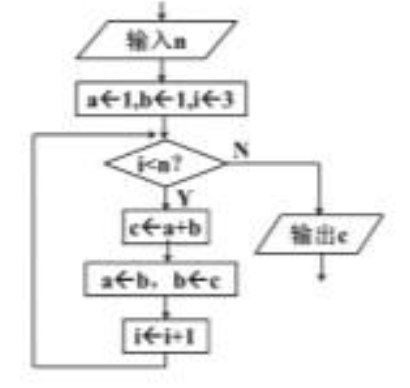 输入n
a←1,b←1,i←3
i<n?
N
Y
c←a+b
输出c
a←b，b←c
i←i+1